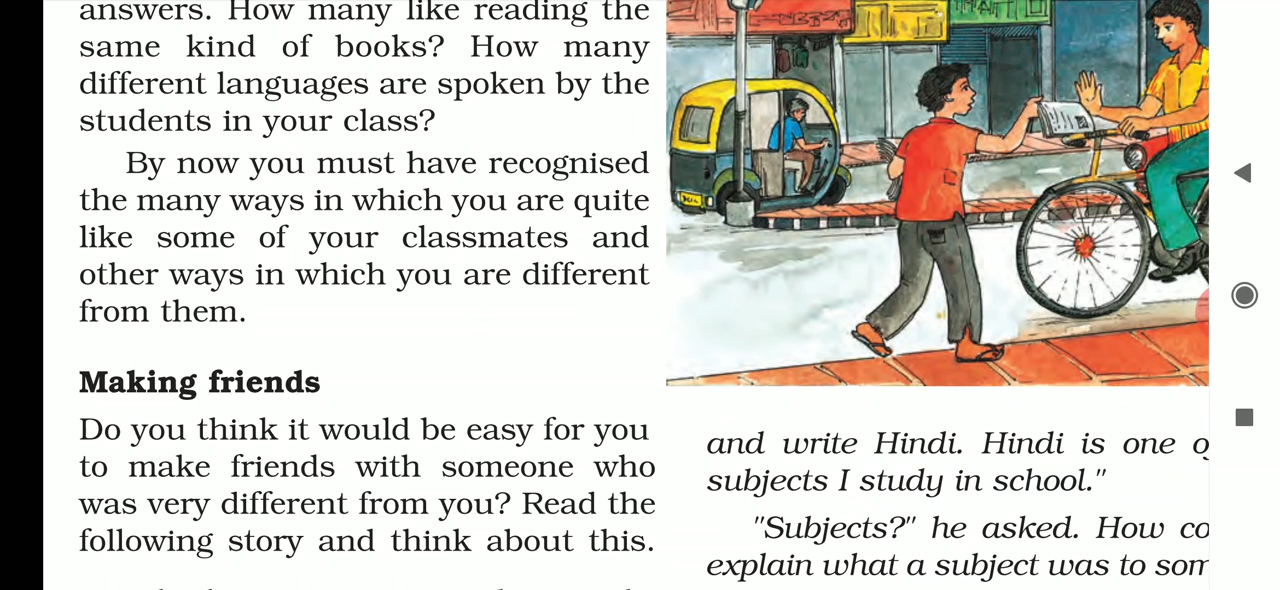 answers. How many like reading the
same kind of books? How many
different languages are spoken by the
students in your class?
By now you must have recognised
the many ways in which you are quite
like some of your classmates and
other ways in which you are different
from them.
Making friends
Do you think it would be easy for you
to make friends with someone who
was very different from you? Read the
following story and think about this.
and write Hindi. Hindi is one
subjects I study in school."
"Subjects?" he asked. How co
explain what a subject was to som